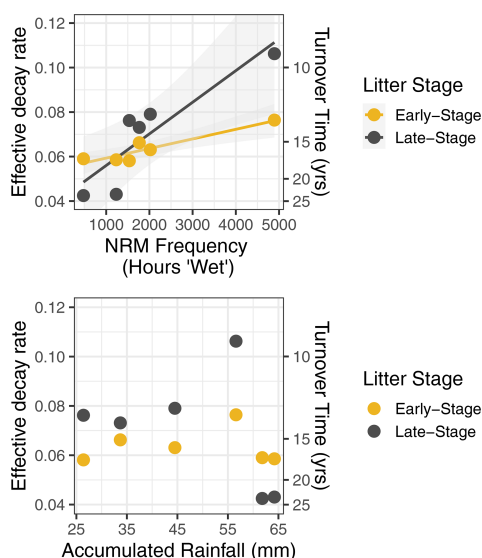 0.12
0.10
0.08
0.06
0.04
Effective decay rate
10
15
20
25
Turnover Time (yrs)
1000 2000 3000 4000 5000
NRM Frequency
(Hours 'Wet')
Litter Stage
Early−Stage
Late−Stage
0.12
0.10
0.08
0.06
0.04
Effective decay rate
10
15
20
25
Turnover Time (yrs)
25 35 45 55 65
Accumulated Rainfall (mm)
Litter Stage
Early−Stage
Late−Stage